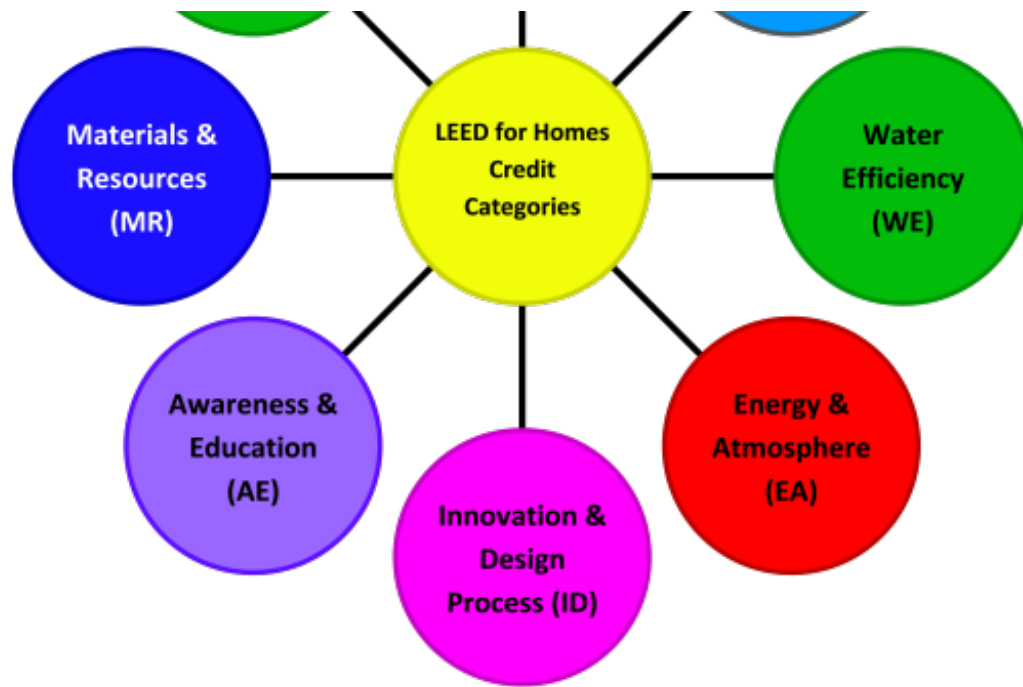 Materials &
Resources
(MR)
LEED for Homes
Credit
Categories
Water
Efficiency
(WE)
Awareness &
Education
(AE)
Innovation &
Design
Process (ID)
Energy &
Atmosphere
(EA)